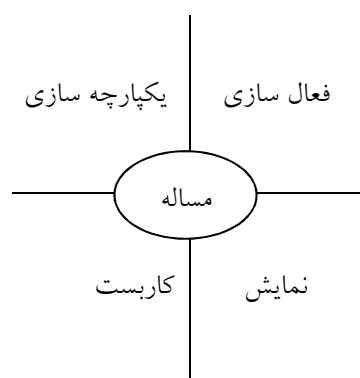 فعال سازی
یکپارچه سازی
مساله
نمایش
کاربست